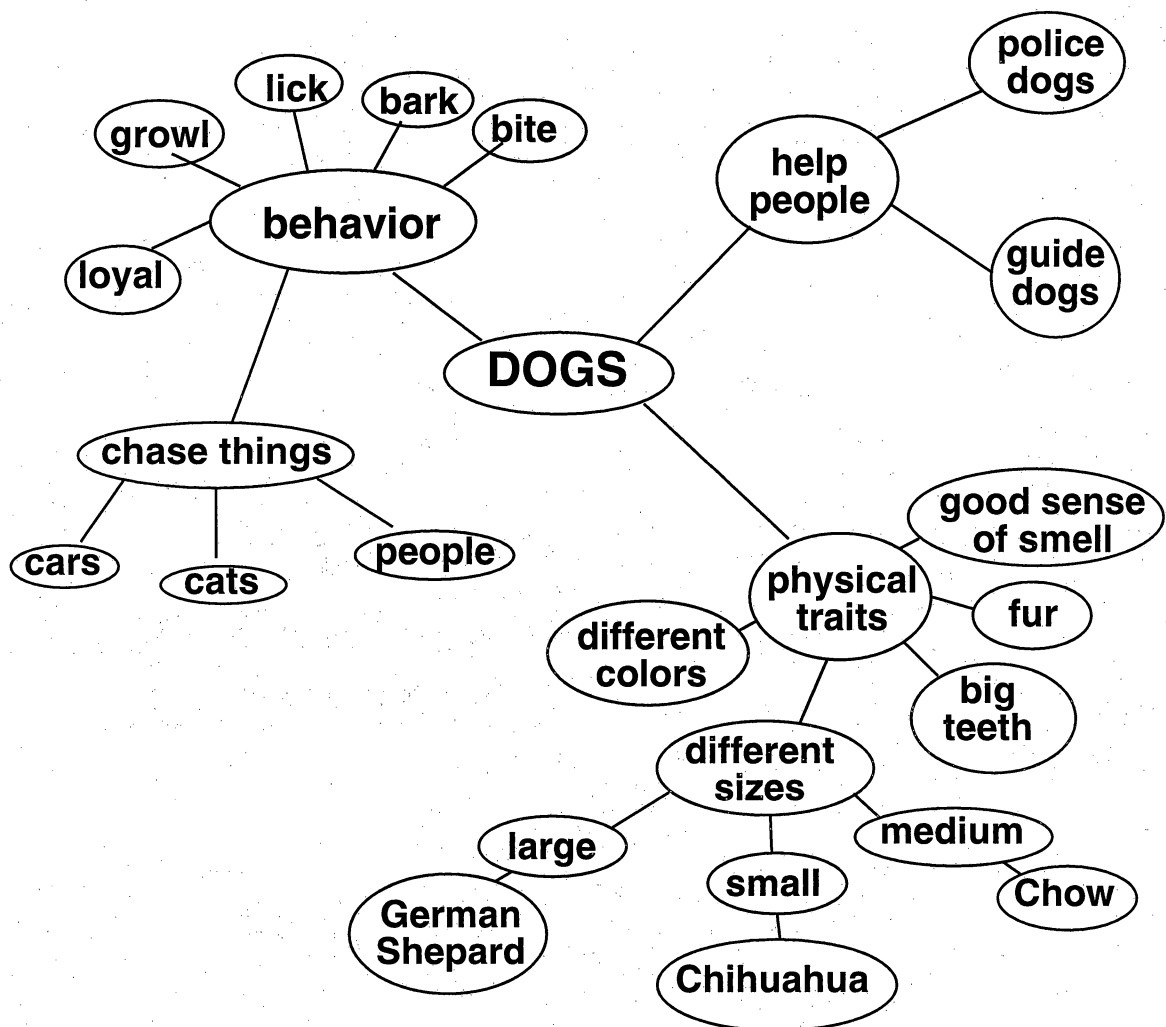 police
dogs
lick
bark
growl
bite
help
people
behavior
guide
dogs
loyal
DOGS
chase things
good sense
of smell
cars
cats
people
physical
traits
fur
different
colors
big
teeth
different
sizes
large
medium
small
Chow
German
Shepard
Chihuahua